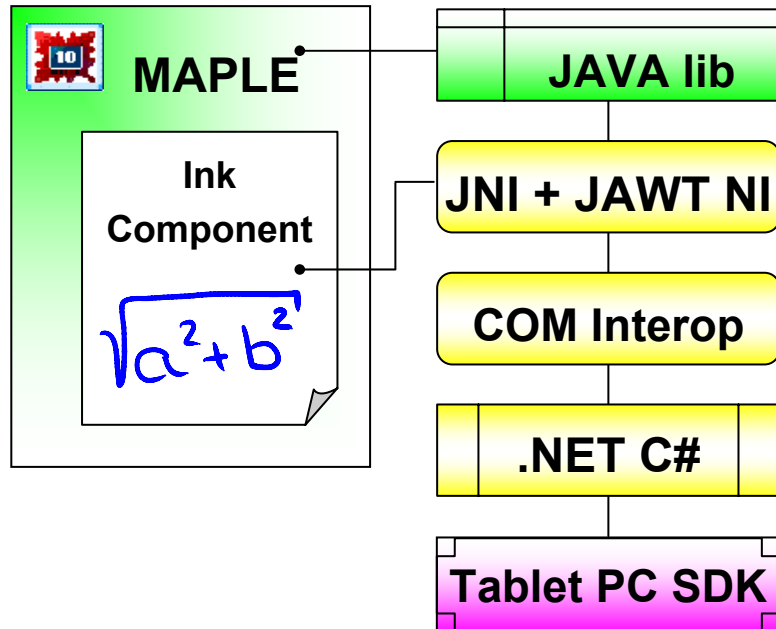 10
MAPLE
Ink
Component
√(a²+b²)
JAVA lib
JNI + JAWT NI
COM Interop
.NET C#
Tablet PC SDK